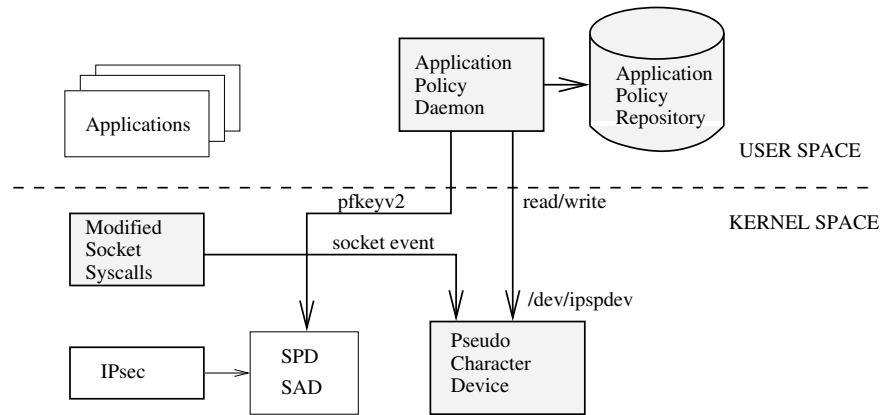 Application
Policy
Daemon
Application
Policy
Repository
Applications
USER SPACE
pfkeyv2
read/write
KERNEL SPACE
Modified
Socket
Syscalls
socket event
/dev/ipspdev
SPD
SAD
Pseudo
Character
Device
IPsec